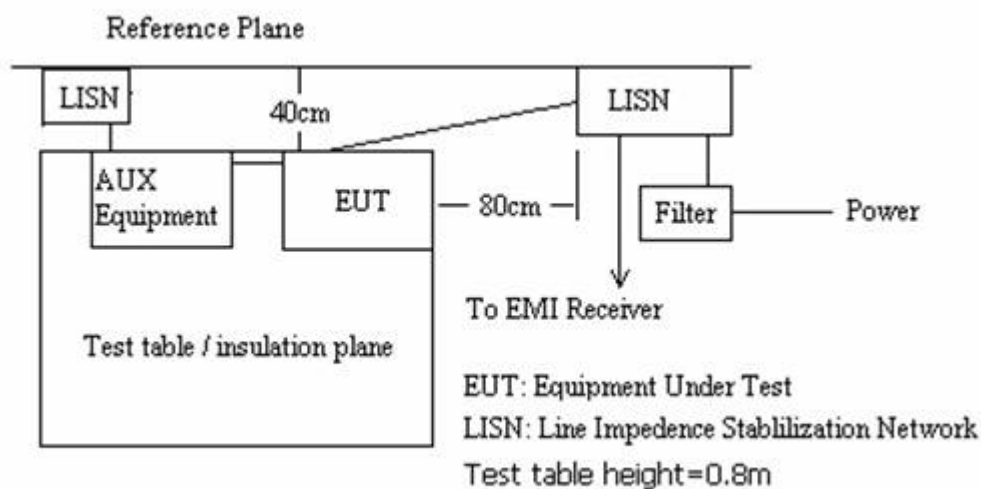 Reference Plane
LISN
40cm
LISN
AUX
Equipment
EUT
80cm
Filter
Power
To EMI Receiver
Test table / insulation plane
EUT: Equipment Under Test
LISN: Line Impedence Stablilization Network
Test table height=0.8m